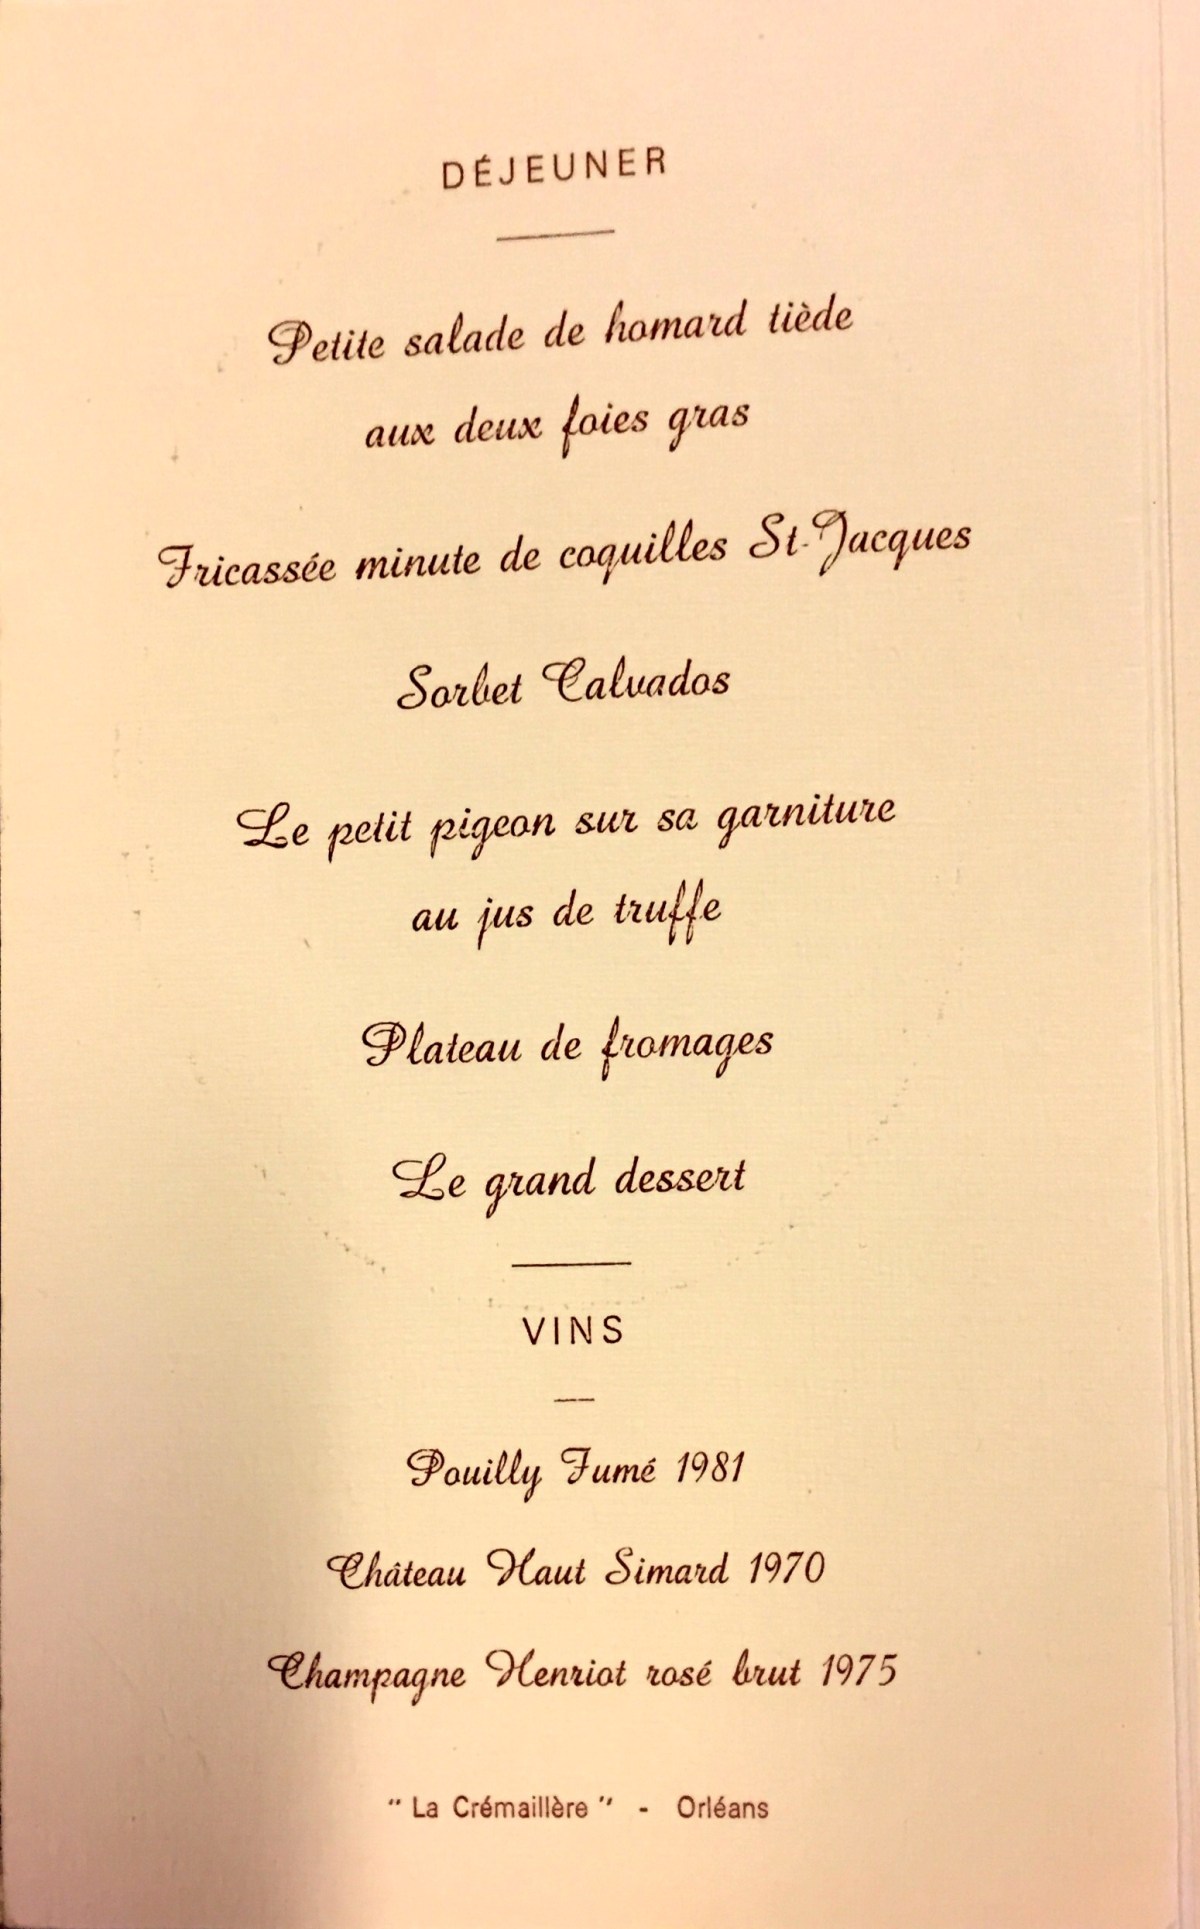 DÉJEUNER
Petite salade de homard tiède
aux deux foies gras
Fricassée minute de coquilles St-Jacques
Sorbet Calvados
Le petit pigeon sur sa garniture
au jus de truffe
Plateau de fromages
Le grand dessert
VINS
Pouilly Fumé 1981
Château Haut Simard 1970
Champagne Henriot rosé brut 1975
" La Crémaillère " - Orléans